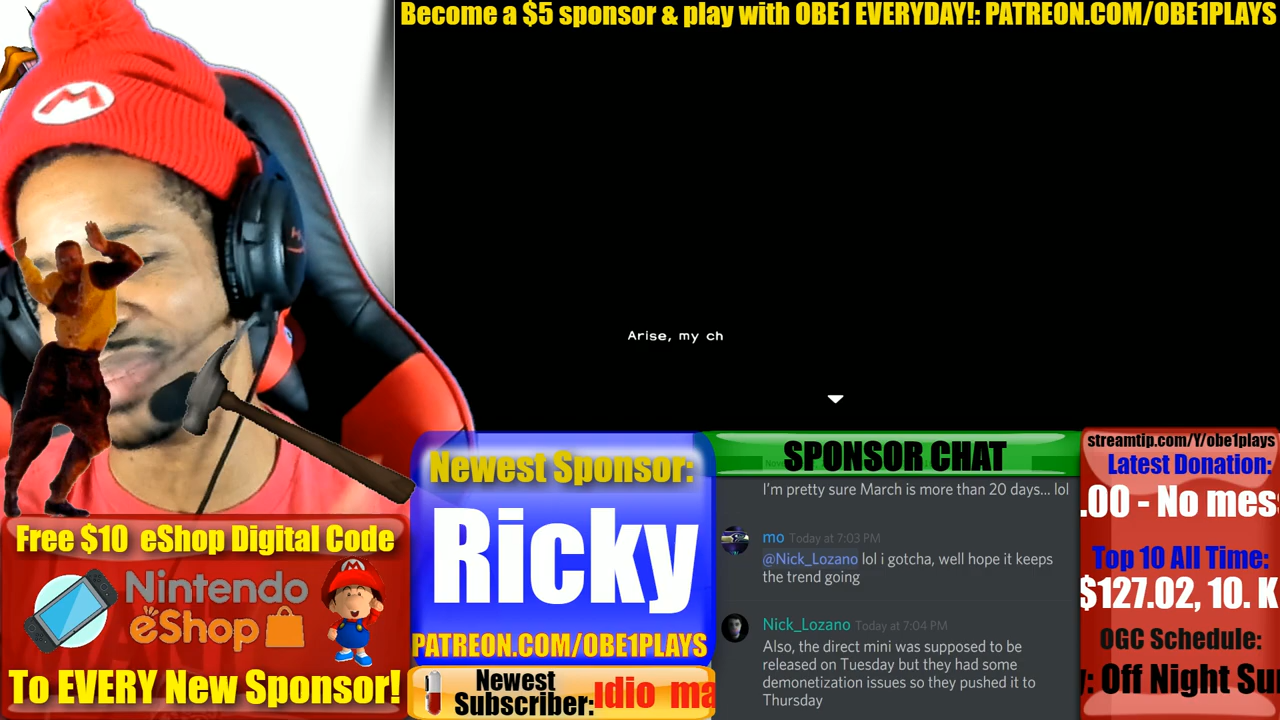 Become a $5 sponsor & play with OBE1 EVERYDAY!: PATREON.COM/OBE1PLAYS
M
Arise, my ch
Newest Sponsor:
Ricky
PATREON.COM/OBE1PLAYS
Newest
Subscriber:
udio ma
SPONSOR CHAT
I'm pretty sure March is more than 20 days... lol
mo Today at 7:03 PM
@Nick_Lozano lol i gotcha, well hope it keeps
the trend going
Nick_Lozano Today at 7:04 PM
Also, the direct mini was supposed to be
released on Tuesday but they had some
demonetization issues so they pushed it to
Thursday
streamtip.com/Y/obe1plays
Latest Donation:
.00 - No mes
Top 10 All Time:
$127.02, 10. K
OGC Schedule:
: Off Night Su
Free $10 eShop Digital Code
Nintendo
eShop
To EVERY New Sponsor!